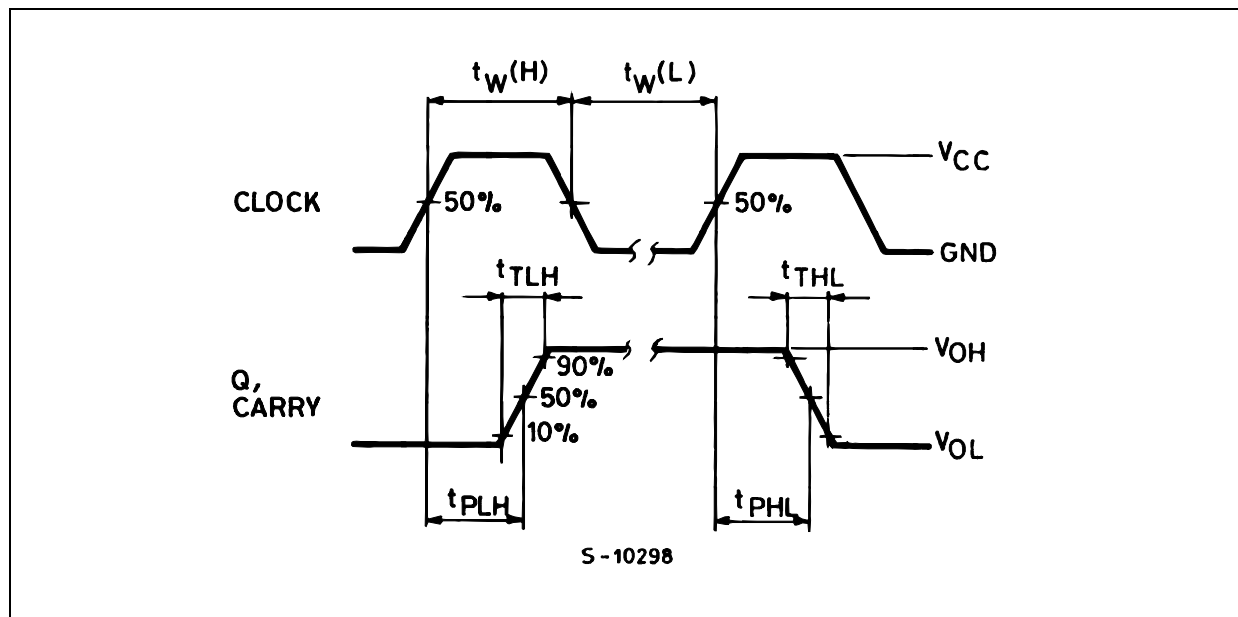 tW(H) tW(L)
VCC
CLOCK 50% 50%
GND
tTLH tTHL
VOH
90%
Q,
CARRY
50%
10%
VOL
tPLH tPHL
S-10298